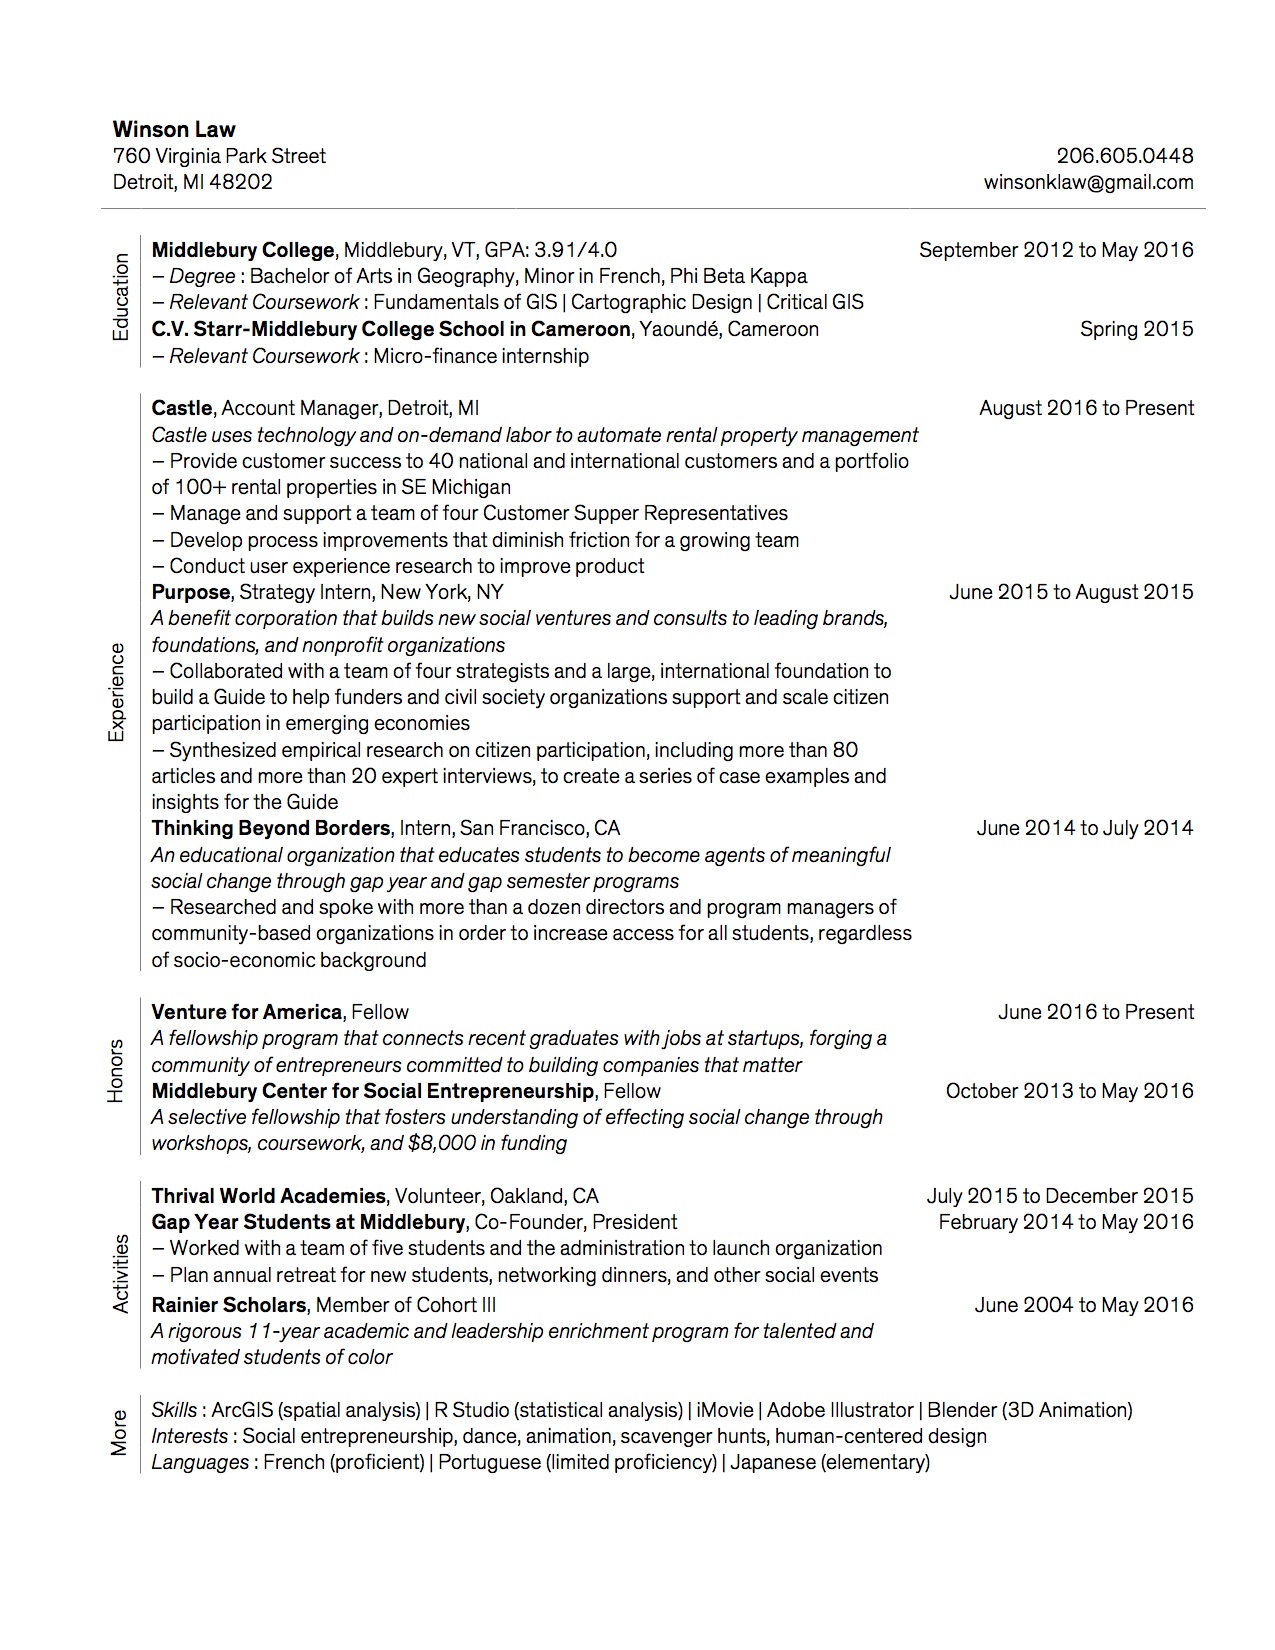 Winson Law
760 Virginia Park Street 206.605.0448
Detroit, MI 48202 winsonklaw@gmail.com
Education
Middlebury College, Middlebury, VT, GPA: 3.91/4.0 September 2012 to May 2016
– Degree : Bachelor of Arts in Geography, Minor in French, Phi Beta Kappa
– Relevant Coursework : Fundamentals of GIS | Cartographic Design | Critical GIS
C.V. Starr-Middlebury College School in Cameroon, Yaoundé, Cameroon Spring 2015
– Relevant Coursework : Micro-finance internship
Experience
Castle, Account Manager, Detroit, MI August 2016 to Present
Castle uses technology and on-demand labor to automate rental property management
– Provide customer success to 40 national and international customers and a portfolio
of 100+ rental properties in SE Michigan
– Manage and support a team of four Customer Supper Representatives
– Develop process improvements that diminish friction for a growing team
– Conduct user experience research to improve product
Purpose, Strategy Intern, New York, NY June 2015 to August 2015
A benefit corporation that builds new social ventures and consults to leading brands,
foundations, and nonprofit organizations
– Collaborated with a team of four strategists and a large, international foundation to
build a Guide to help funders and civil society organizations support and scale citizen
participation in emerging economies
– Synthesized empirical research on citizen participation, including more than 80
articles and more than 20 expert interviews, to create a series of case examples and
insights for the Guide
Thinking Beyond Borders, Intern, San Francisco, CA June 2014 to July 2014
An educational organization that educates students to become agents of meaningful
social change through gap year and gap semester programs
– Researched and spoke with more than a dozen directors and program managers of
community-based organizations in order to increase access for all students, regardless
of socio-economic background
Honors
Venture for America, Fellow June 2016 to Present
A fellowship program that connects recent graduates with jobs at startups, forging a
community of entrepreneurs committed to building companies that matter
Middlebury Center for Social Entrepreneurship, Fellow October 2013 to May 2016
A selective fellowship that fosters understanding of effecting social change through
workshops, coursework, and $8,000 in funding
Activities
Thrival World Academies, Volunteer, Oakland, CA July 2015 to December 2015
Gap Year Students at Middlebury, Co-Founder, President February 2014 to May 2016
– Worked with a team of five students and the administration to launch organization
– Plan annual retreat for new students, networking dinners, and other social events
Rainier Scholars, Member of Cohort III June 2004 to May 2016
A rigorous 11-year academic and leadership enrichment program for talented and
motivated students of color
More
Skills : ArcGIS (spatial analysis) | R Studio (statistical analysis) | iMovie | Adobe Illustrator | Blender (3D Animation)
Interests : Social entrepreneurship, dance, animation, scavenger hunts, human-centered design
Languages : French (proficient) | Portuguese (limited proficiency) | Japanese (elementary)